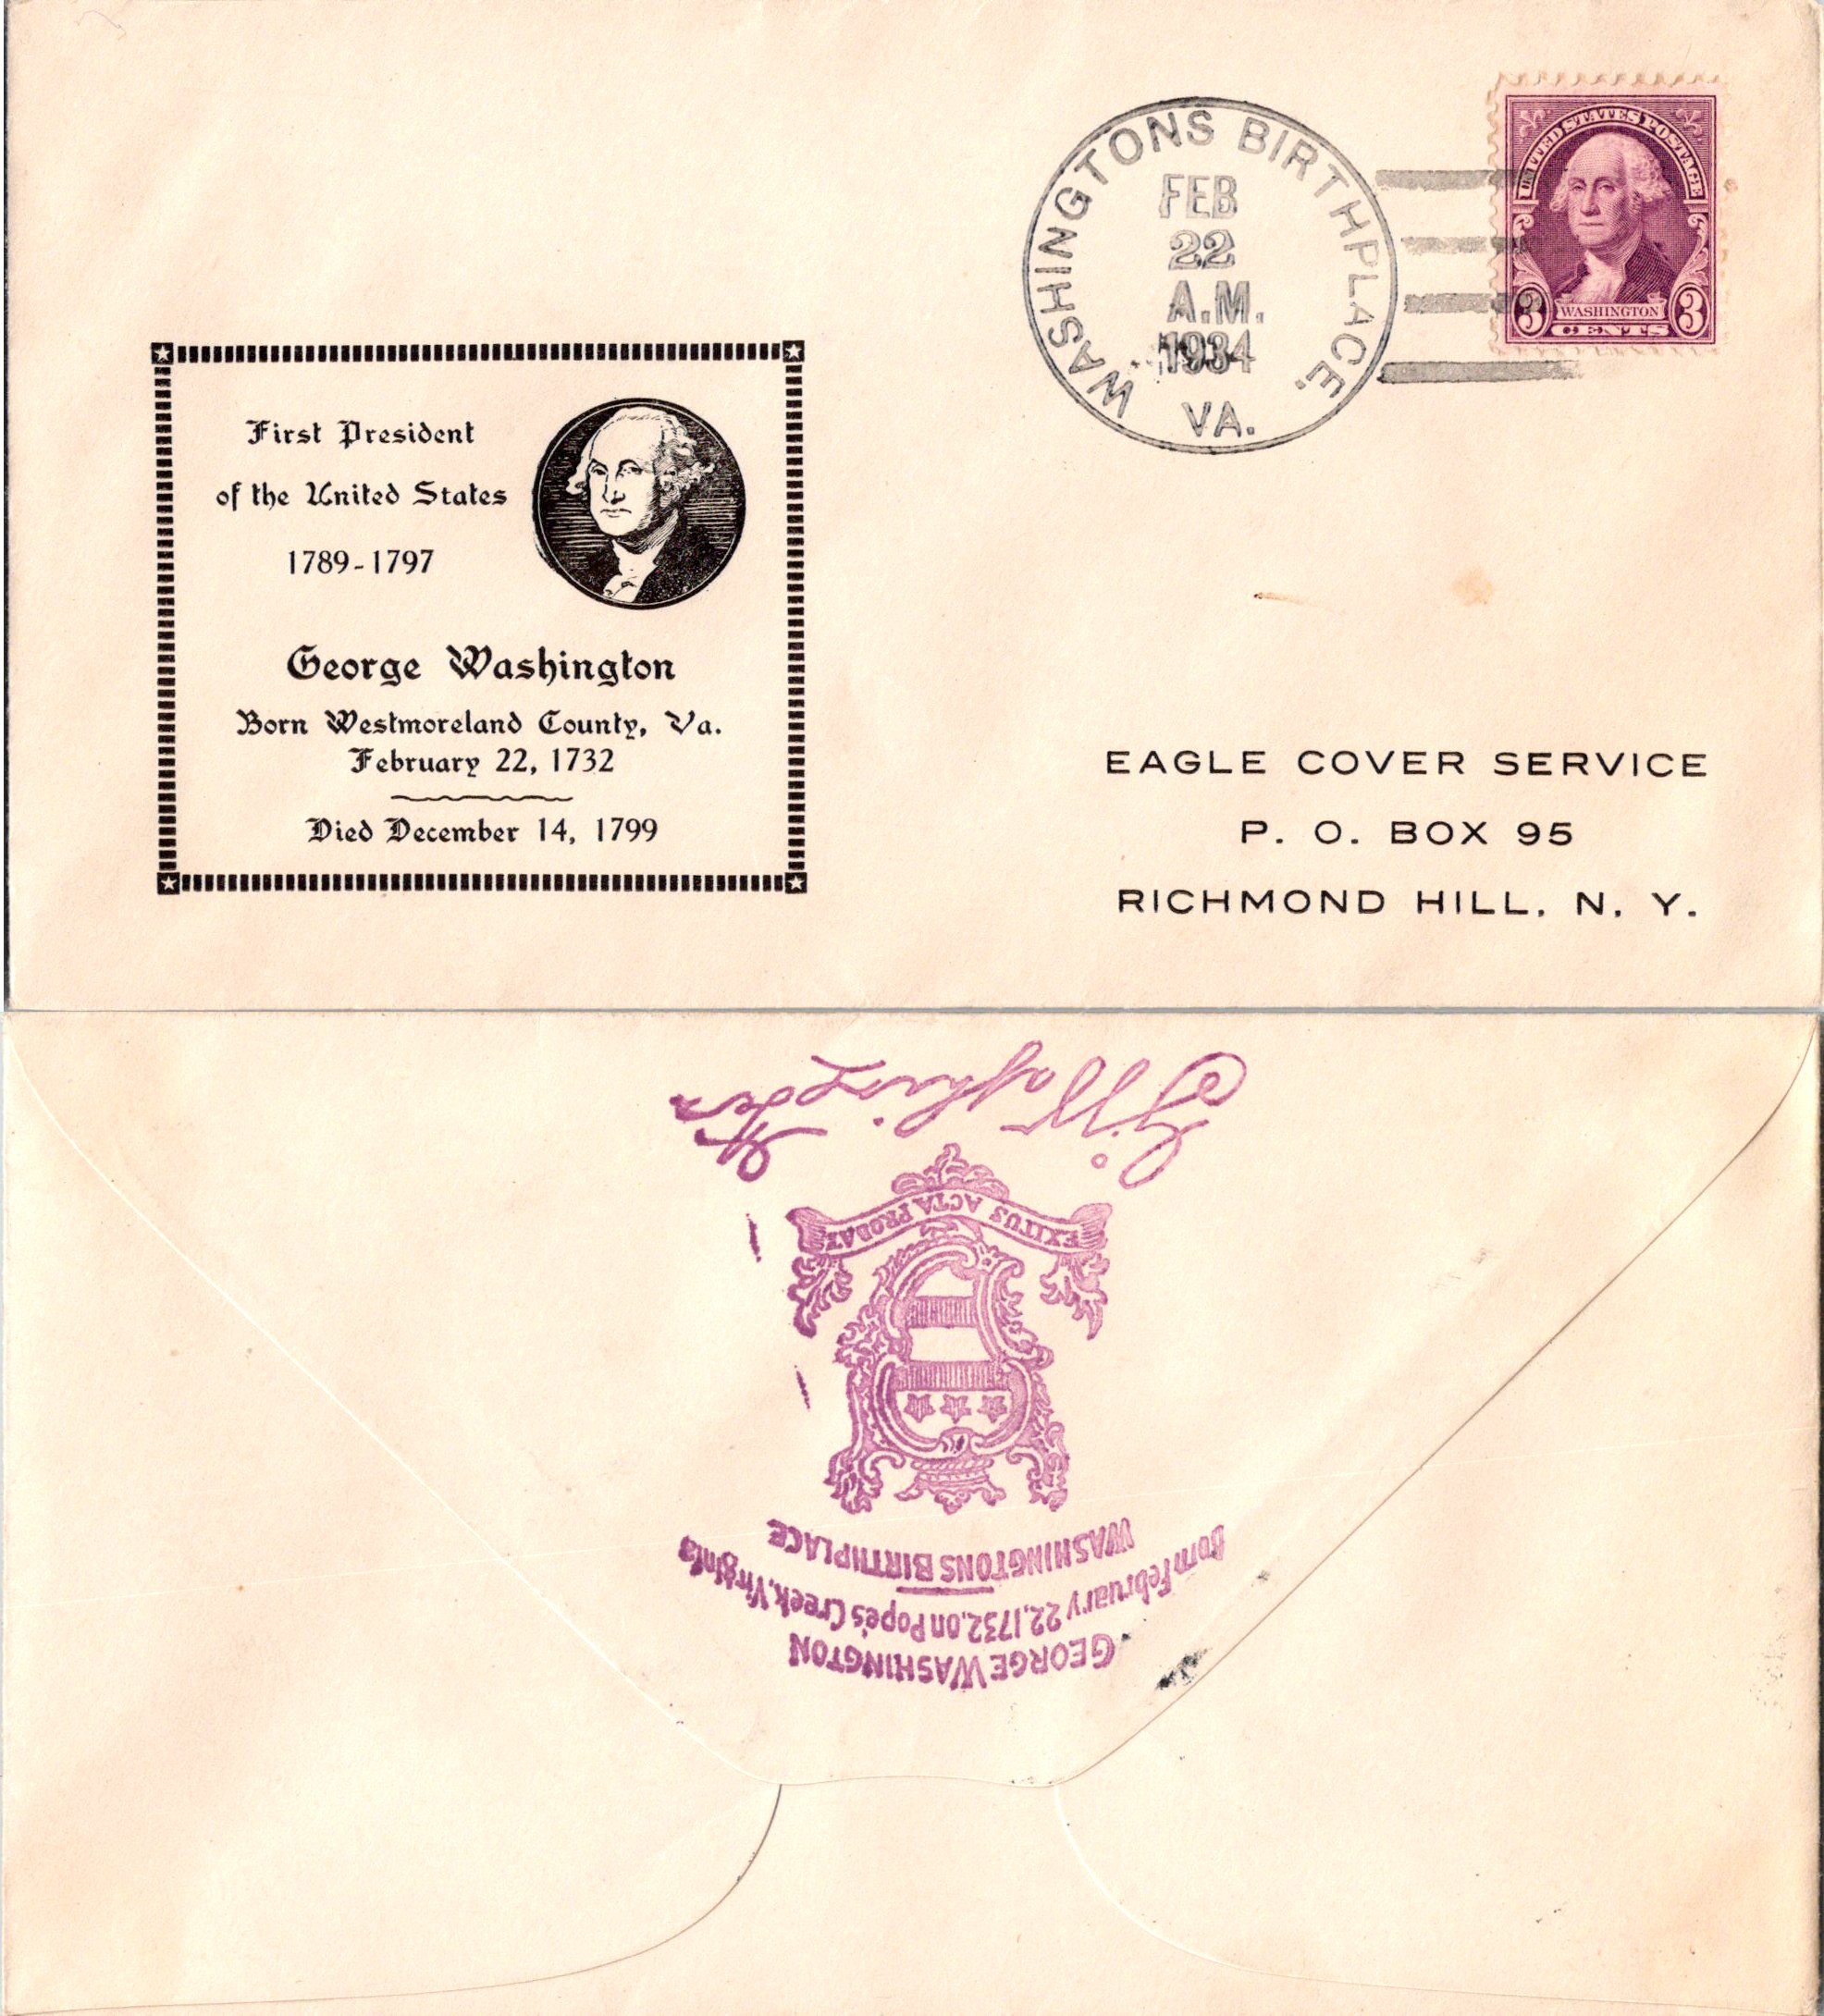 First President
of the United States
1789-1797
George Washington
Born Westmoreland County, Va.
February 22, 1732
Died December 14, 1799
WASHINGTONS BIRTHPLACE,
FEB
22
A.M.
1934
VA.
UNITED STATES POSTAGE
3 WASHINGTON 3
CENTS
EAGLE COVER SERVICE
P. O. BOX 95
RICHMOND HILL, N. Y.
GEORGE WASHINGTON
Born February 22, 1732, on Popes Creek, Virginia
WASHINGTONS BIRTHPLACE
EXITUS ACTA PROBAT
G:Washington